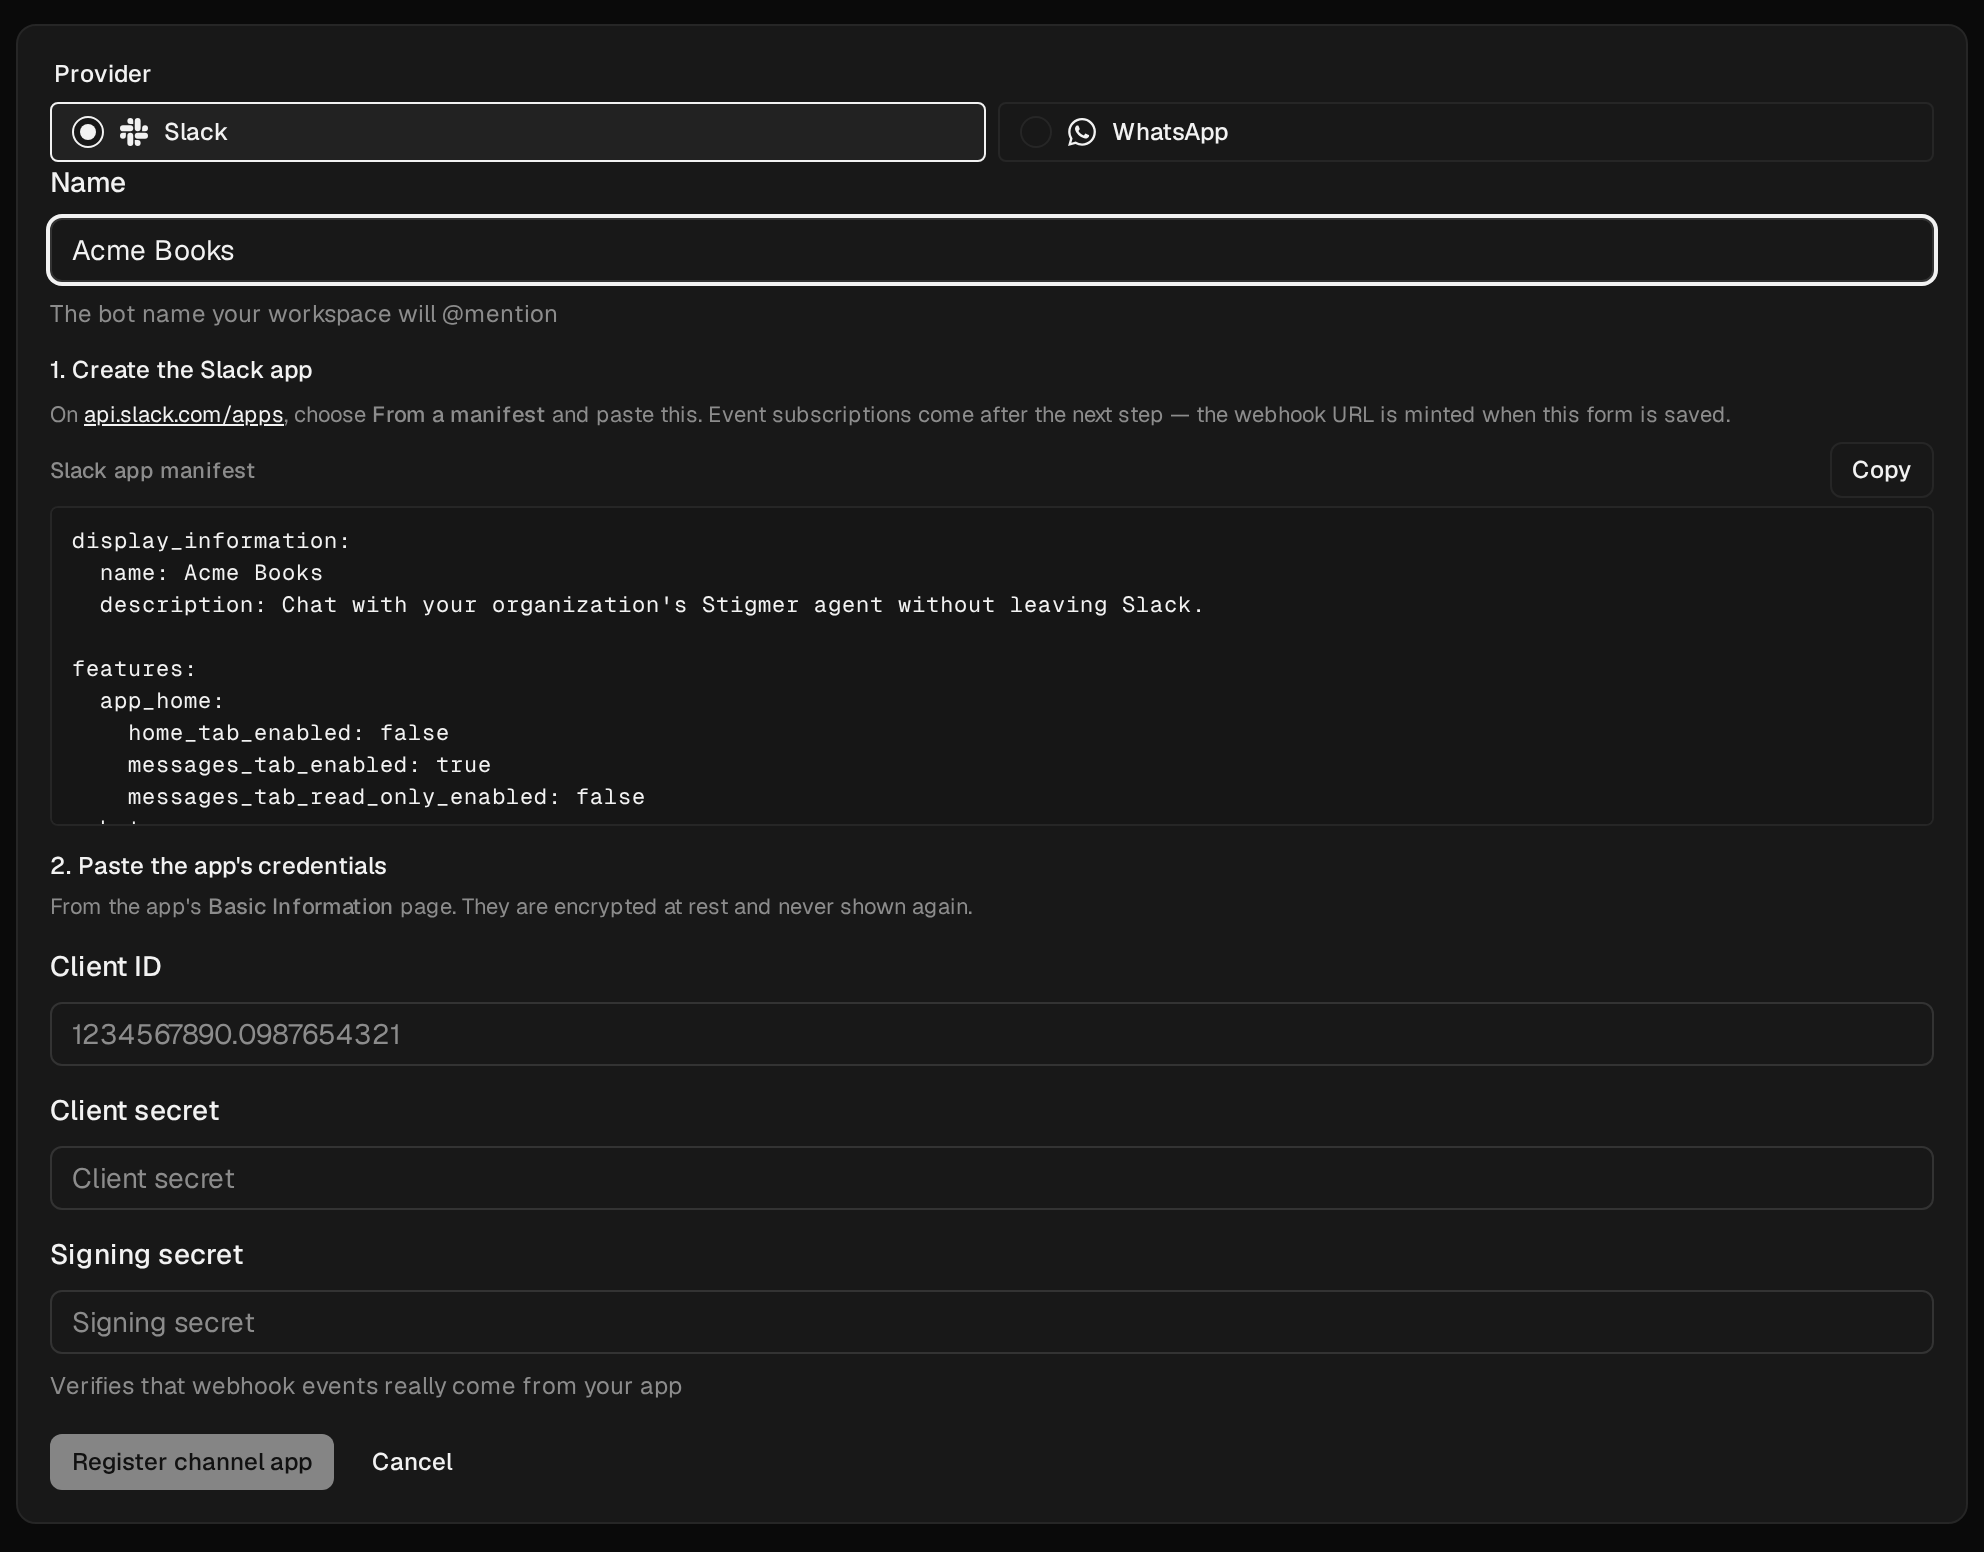 Provider
Slack
WhatsApp
Name
Acme Books
The bot name your workspace will @mention
1. Create the Slack app
On api.slack.com/apps, choose From a manifest and paste this. Event subscriptions come after the next step — the webhook URL is minted when this form is saved.
Slack app manifest
Copy
display_information:
  name: Acme Books
  description: Chat with your organization's Stigmer agent without leaving Slack.

features:
  app_home:
    home_tab_enabled: false
    messages_tab_enabled: true
    messages_tab_read_only_enabled: false
2. Paste the app's credentials
From the app's Basic Information page. They are encrypted at rest and never shown again.
Client ID
1234567890.0987654321
Client secret
Client secret
Signing secret
Signing secret
Verifies that webhook events really come from your app
Register channel app
Cancel